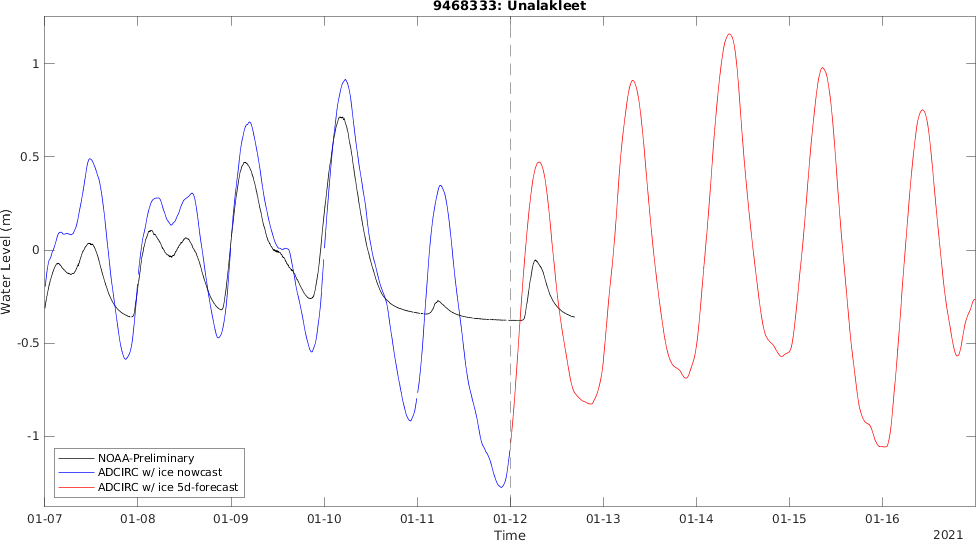 9468333: Unalakleet
Water Level (m)
1
0.5
0
-0.5
-1
NOAA-Preliminary
ADCIRC w/ ice nowcast
ADCIRC w/ ice 5d-forecast
01-07 01-08 01-09 01-10 01-11 01-12 01-13 01-14 01-15 01-16
Time
2021